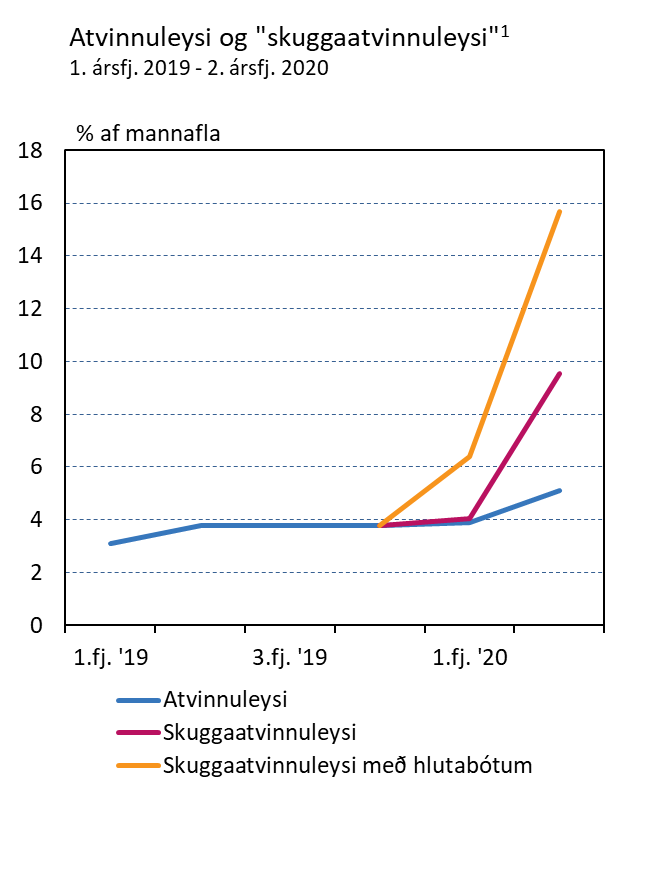 Atvinnuleysi og "skuggaatvinnuleysi"¹
1. ársfj. 2019 - 2. ársfj. 2020
% af mannafla
18
16
14
12
10
8
6
4
2
0
1.fj. '19
3.fj. '19
1.fj. '20
Atvinnuleysi
Skuggaatvinnuleysi
Skuggaatvinnuleysi með hlutabótum